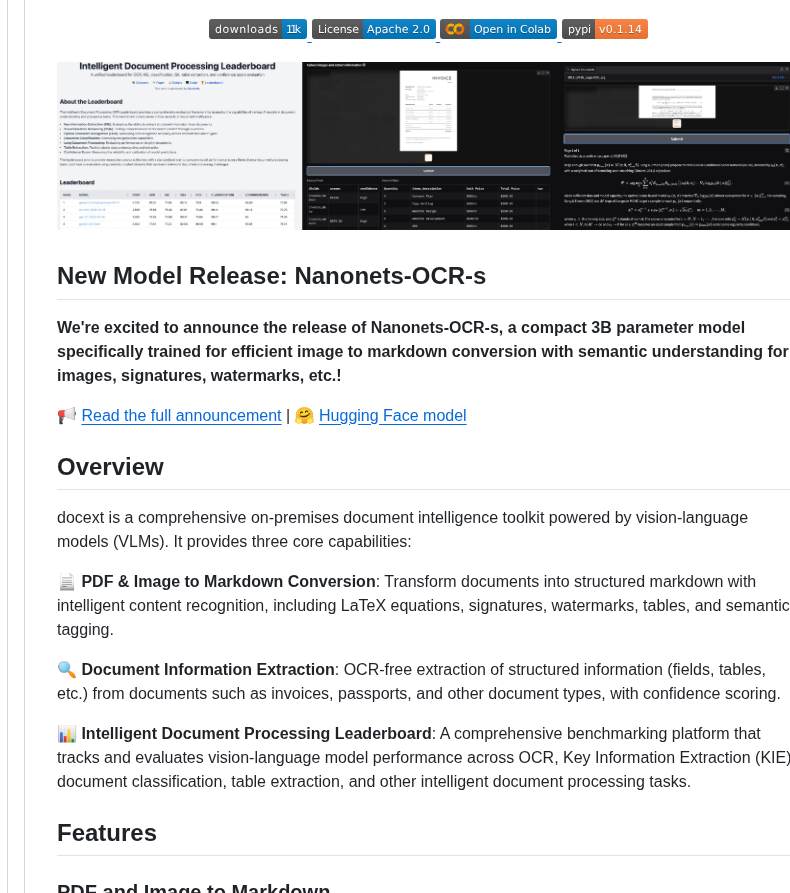 downloads 11k License Apache 2.0 Open in Colab pypi v0.1.14
Intelligent Document Processing Leaderboard
About the Leaderboard
Leaderboard
INVOICE
Submit
New Model Release: Nanonets-OCR-s
We're excited to announce the release of Nanonets-OCR-s, a compact 3B parameter model
specifically trained for efficient image to markdown conversion with semantic understanding for
images, signatures, watermarks, etc.!
📢 Read the full announcement | 🤗 Hugging Face model
Overview
docext is a comprehensive on-premises document intelligence toolkit powered by vision-language
models (VLMs). It provides three core capabilities:
📄 PDF & Image to Markdown Conversion: Transform documents into structured markdown with
intelligent content recognition, including LaTeX equations, signatures, watermarks, tables, and semantic
tagging.
🔍 Document Information Extraction: OCR-free extraction of structured information (fields, tables,
etc.) from documents such as invoices, passports, and other document types, with confidence scoring.
📊 Intelligent Document Processing Leaderboard: A comprehensive benchmarking platform that
tracks and evaluates vision-language model performance across OCR, Key Information Extraction (KIE)
document classification, table extraction, and other intelligent document processing tasks.
Features
PDF and Image to Markdown